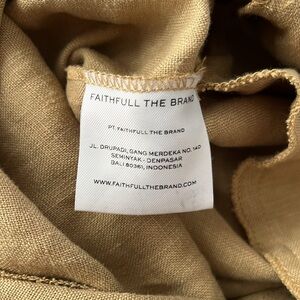 FAITHFULL THE BRAND
PT. FAITHFULL THE BRAND
JL. DRUPADI, GANG MERDEKA NO. 14D
SEMINYAK - DENPASAR
BALI 80361, INDONESIA
WWW.FAITHFULLTHEBRAND.COM